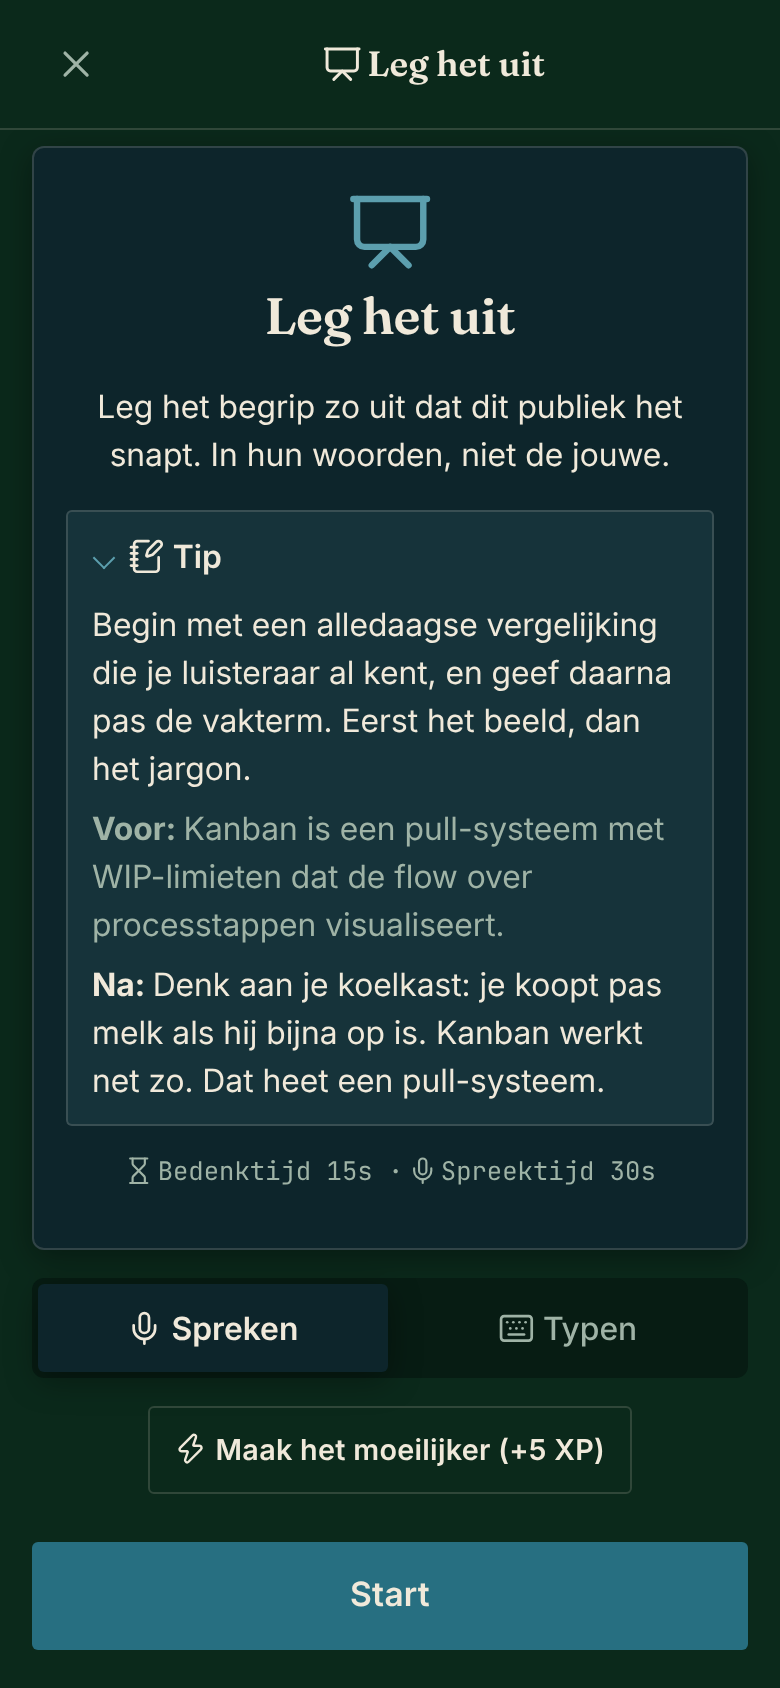 Leg het uit
Leg het uit
Leg het begrip zo uit dat dit publiek het
snapt. In hun woorden, niet de jouwe.
Tip
Begin met een alledaagse vergelijking
die je luisteraar al kent, en geef daarna
pas de vakterm. Eerst het beeld, dan
het jargon.
Voor: Kanban is een pull-systeem met
WIP-limieten dat de flow over
processtappen visualiseert.
Na: Denk aan je koelkast: je koopt pas
melk als hij bijna op is. Kanban werkt
net zo. Dat heet een pull-systeem.
Bedenktijd 15s · Spreektijd 30s
Spreken
Typen
Maak het moeilijker (+5 XP)
Start